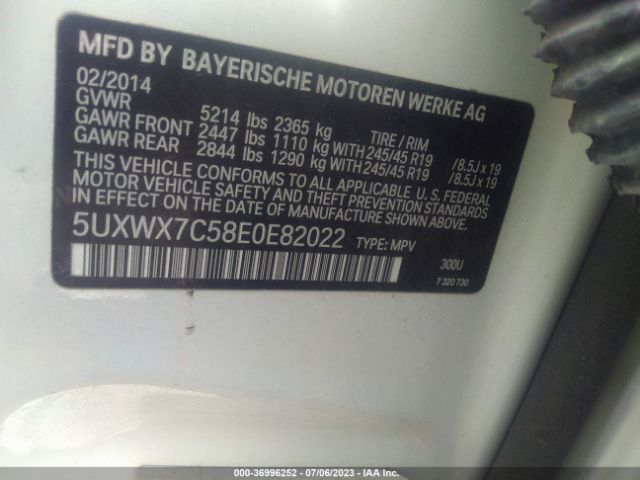 MFD BY BAYERISCHE MOTOREN WERKE AG
02/2014
GVWR 5214 lbs 2365 kg TIRE / RIM
GAWR FRONT 2447 lbs 1110 kg WITH 245/45 R19 /8.5J x 19
GAWR REAR 2844 lbs 1290 kg WITH 245/45 R19 /8.5J x 19
THIS VEHICLE CONFORMS TO ALL APPLICABLE U.S. FEDERAL
MOTOR VEHICLE SAFETY AND THEFT PREVENTION STANDARDS
IN EFFECT ON THE DATE OF MANUFACTURE SHOWN ABOVE.
5UXWX7C58E0E82022 TYPE: MPV
300U
7 320 730
000-36996252 - 07/06/2023 - IAA Inc.